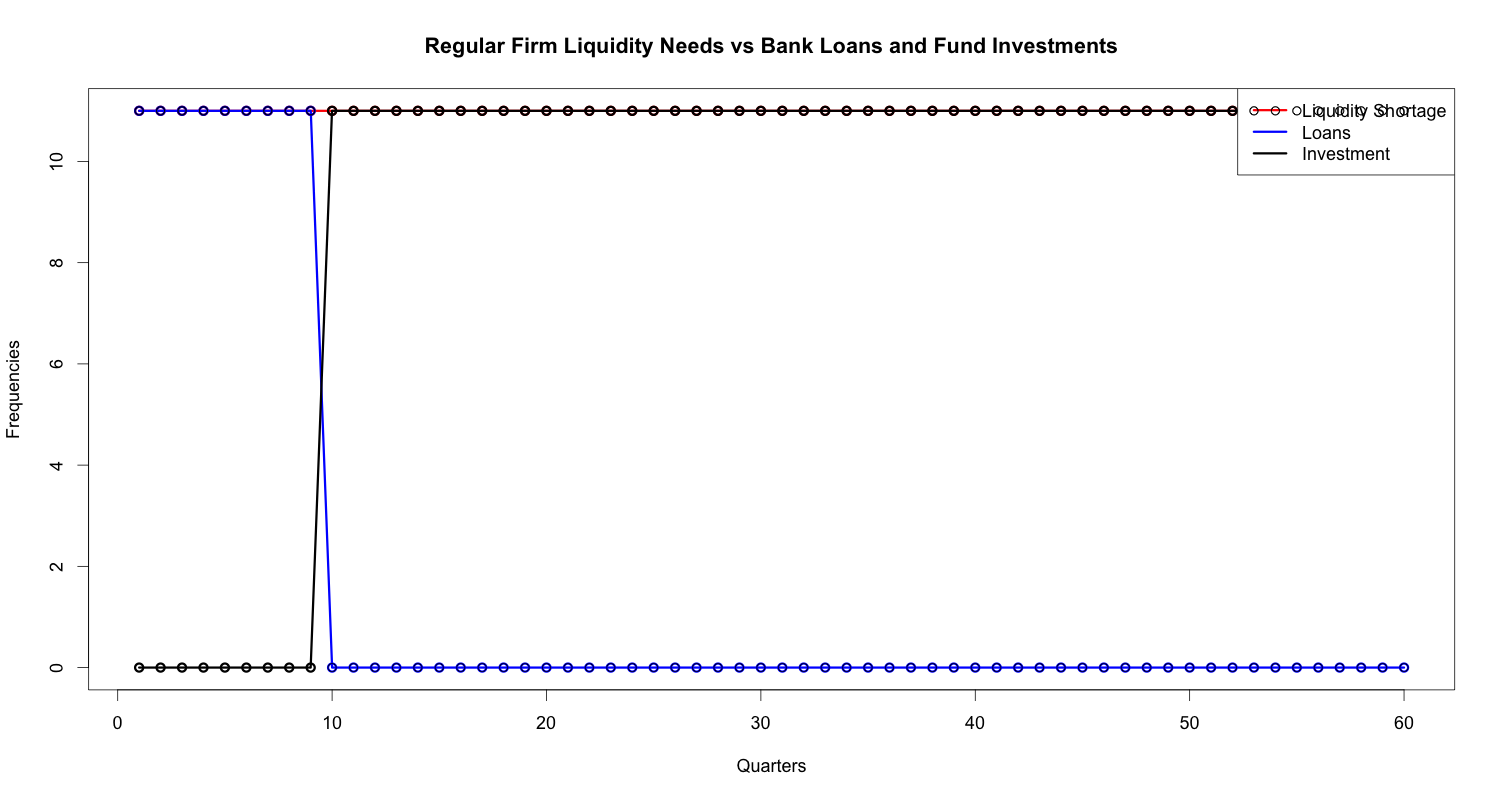 Regular Firm Liquidity Needs vs Bank Loans and Fund Investments
Liquidity Shortage
Loans
Investment
10
8
6
4
2
0
Frequencies
0 10 20 30 40 50 60
Quarters